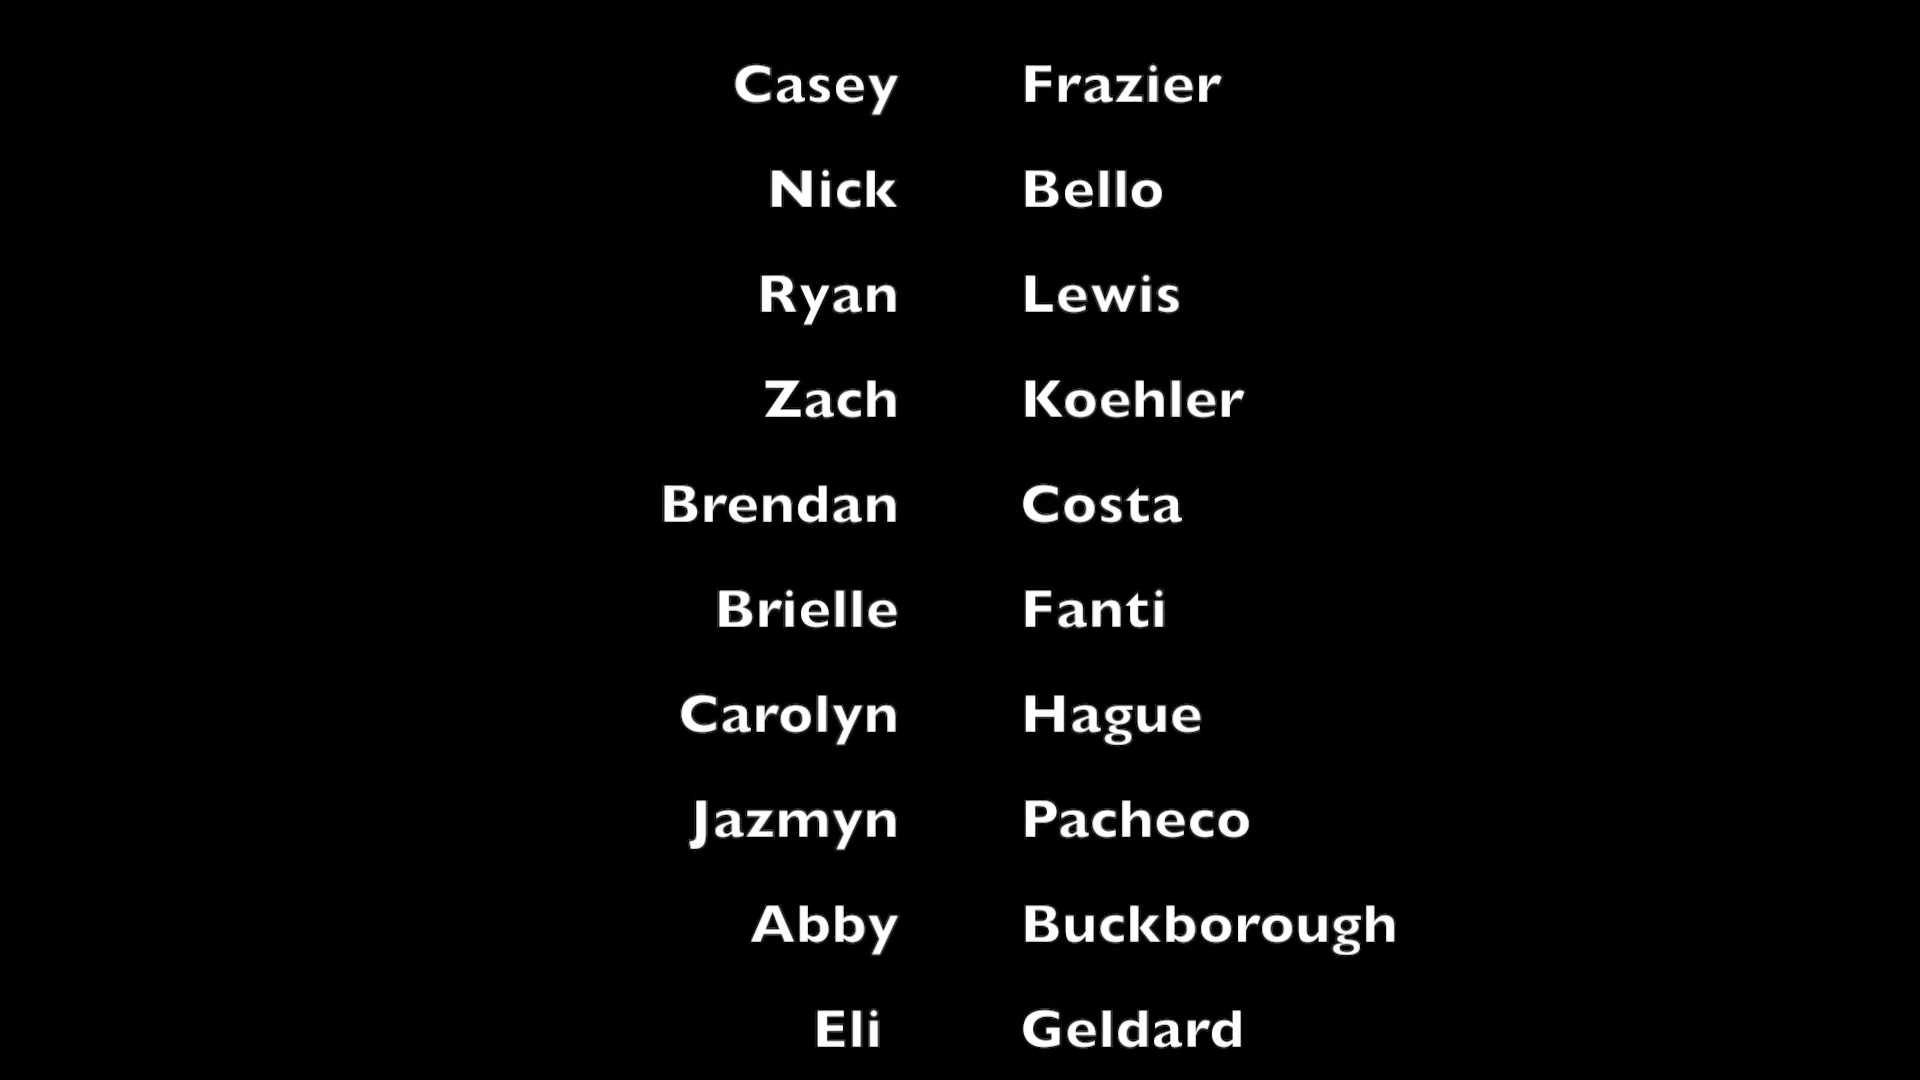 Casey Frazier
Nick Bello
Ryan Lewis
Zach Koehler
Brendan Costa
Brielle Fanti
Carolyn Hague
Jazmyn Pacheco
Abby Buckborough
Eli Geldard